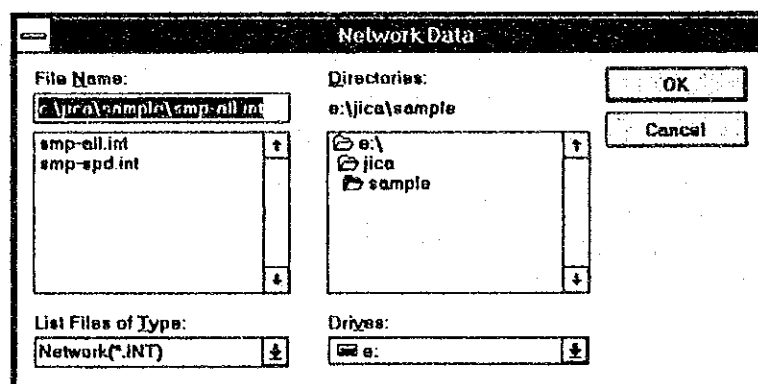 Network Data
File Name:
e:\jica\sample\smp-all.int
smp-all.int
smp-spd.int
List Files of Type:
Network(*.INT)
Directories:
e:\jica\sample
e:\
jica
sample
Drives:
e:
OK
Cancel